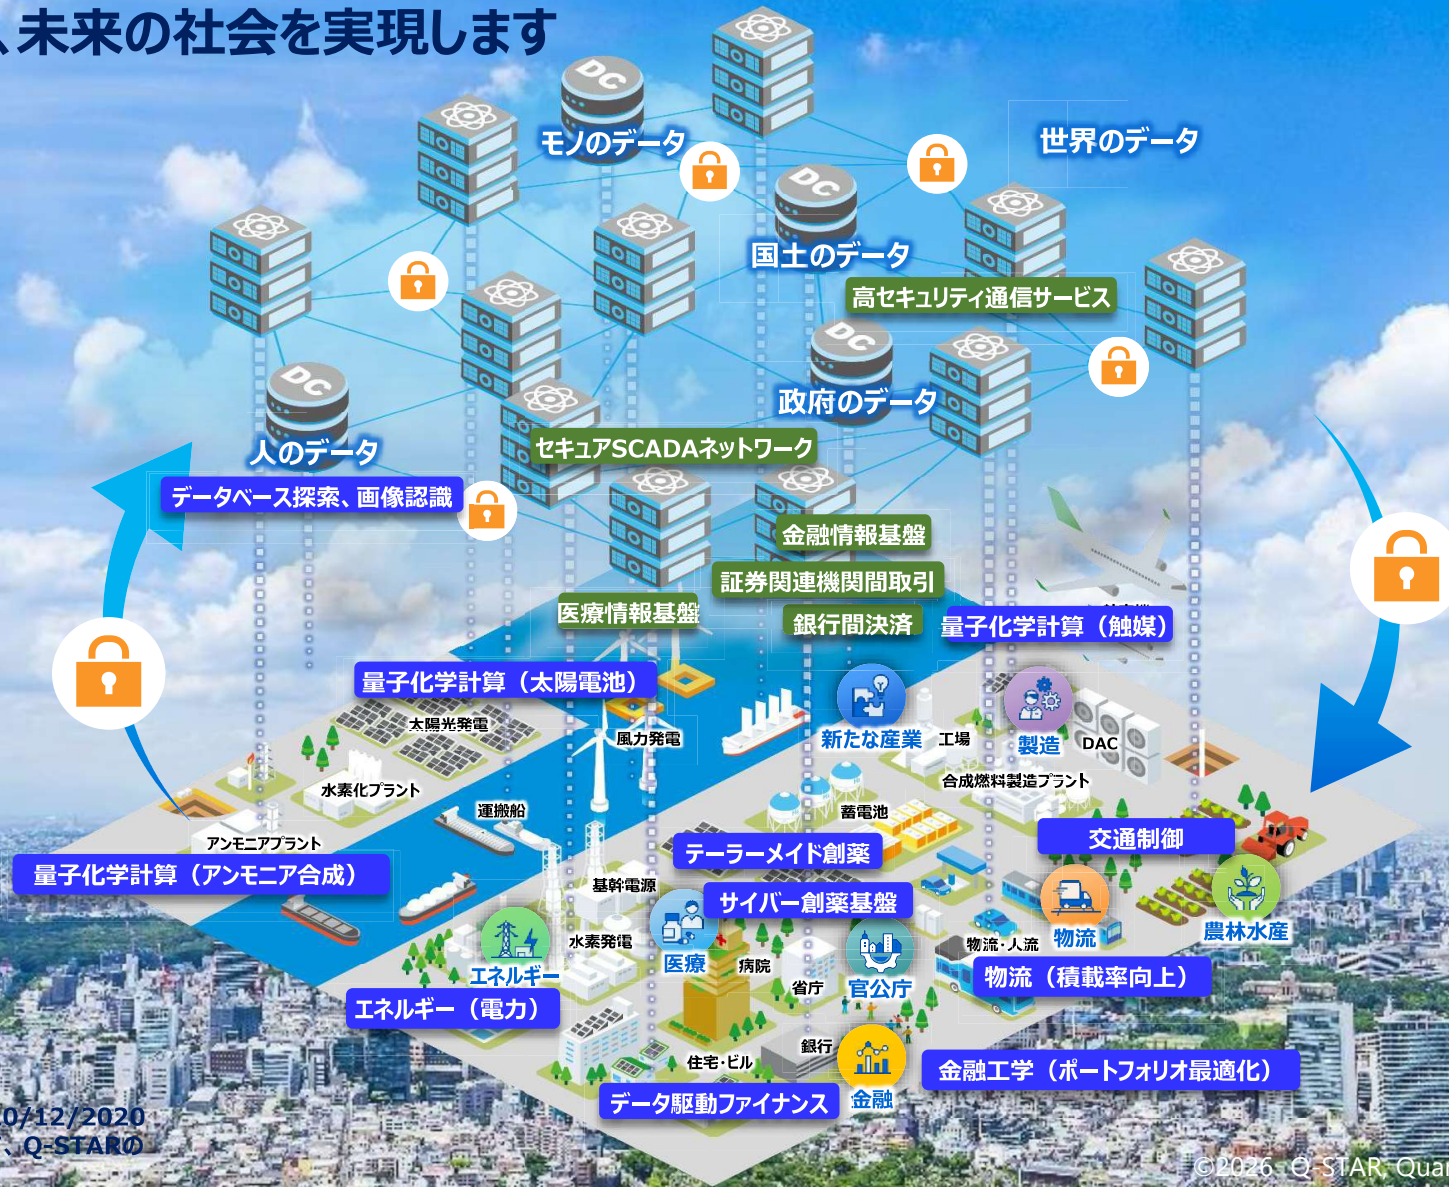 、未来の社会を実現します
DC
モノのデータ
世界のデータ
DC
国土のデータ
高セキュリティ通信サービス
DC
政府のデータ
DC
人のデータ
セキュアSCADAネットワーク
データベース探索、画像認識
金融情報基盤
証券関連機関間取引
医療情報基盤
銀行間決済
量子化学計算（触媒）
量子化学計算（太陽電池）
太陽光発電
風力発電
新たな産業
工場
製造
DAC
水素化プラント
合成燃料製造プラント
運搬船
蓄電池
アンモニアプラント
交通制御
テーラーメイド創薬
量子化学計算（アンモニア合成）
基幹電源
サイバー創薬基盤
水素発電
物流・人流
物流
農林水産
エネルギー
医療
病院
省庁
官公庁
物流（積載率向上）
エネルギー（電力）
銀行
住宅・ビル
金融工学（ポートフォリオ最適化）
データ駆動ファイナンス
金融
0/12/2020
、Q-STARの
©2026 Q-STAR, Quan